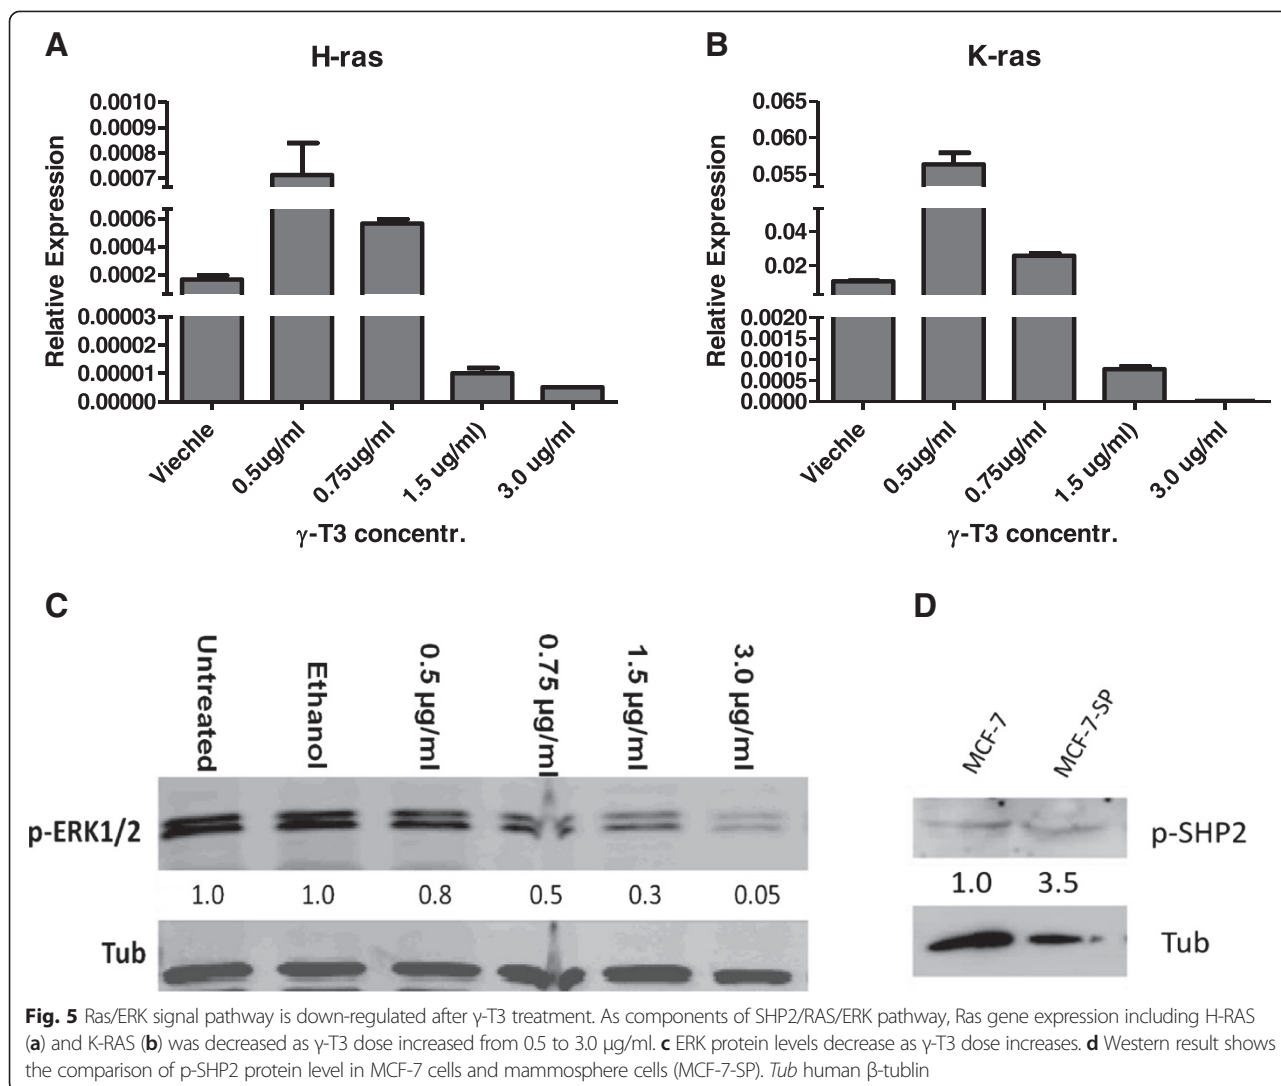 A
H-ras
Relative Expression
0.0010
0.0009
0.0008
0.0007
0.0006
0.0004
0.0002
0.00003
0.00002
0.00001
0.00000
Viechle
0.5ug/ml
0.75ug/ml
1.5 ug/ml)
3.0 ug/ml
γ-T3 concentr.
B
K-ras
Relative Expression
0.065
0.060
0.055
0.04
0.02
0.0020
0.0015
0.0010
0.0005
0.0000
Viechle
0.5ug/ml
0.75ug/ml
1.5 ug/ml)
3.0 ug/ml
γ-T3 concentr.
C
Untreated
Ethanol
0.5 µg/ml
0.75 µg/ml
1.5 µg/ml
3.0 µg/ml
p-ERK1/2
1.0 1.0 0.8 0.5 0.3 0.05
Tub
D
MCF-7
MCF-7-SP
p-SHP2
1.0 3.5
Tub
Fig. 5 Ras/ERK signal pathway is down-regulated after γ-T3 treatment. As components of SHP2/RAS/ERK pathway, Ras gene expression including H-RAS
(a) and K-RAS (b) was decreased as γ-T3 dose increased from 0.5 to 3.0 µg/ml. c ERK protein levels decrease as γ-T3 dose increases. d Western result shows
the comparison of p-SHP2 protein level in MCF-7 cells and mammosphere cells (MCF-7-SP). Tub human β-tublin